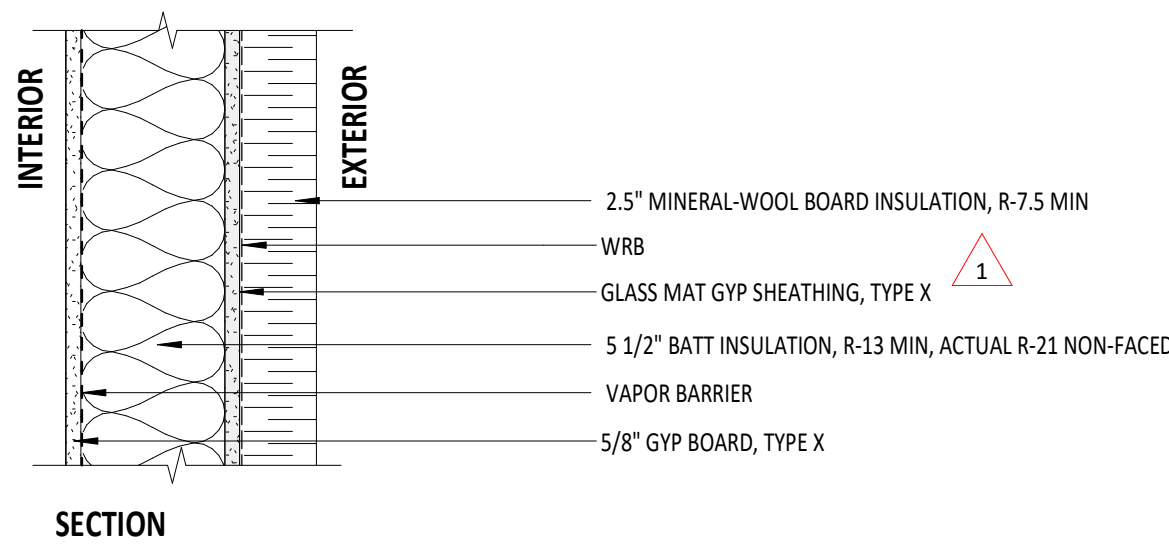 INTERIOR
EXTERIOR
2.5" MINERAL-WOOL BOARD INSULATION, R-7.5 MIN
WRB
1
GLASS MAT GYP SHEATHING, TYPE X
5 1/2" BATT INSULATION, R-13 MIN, ACTUAL R-21 NON-FACED
VAPOR BARRIER
5/8" GYP BOARD, TYPE X
SECTION